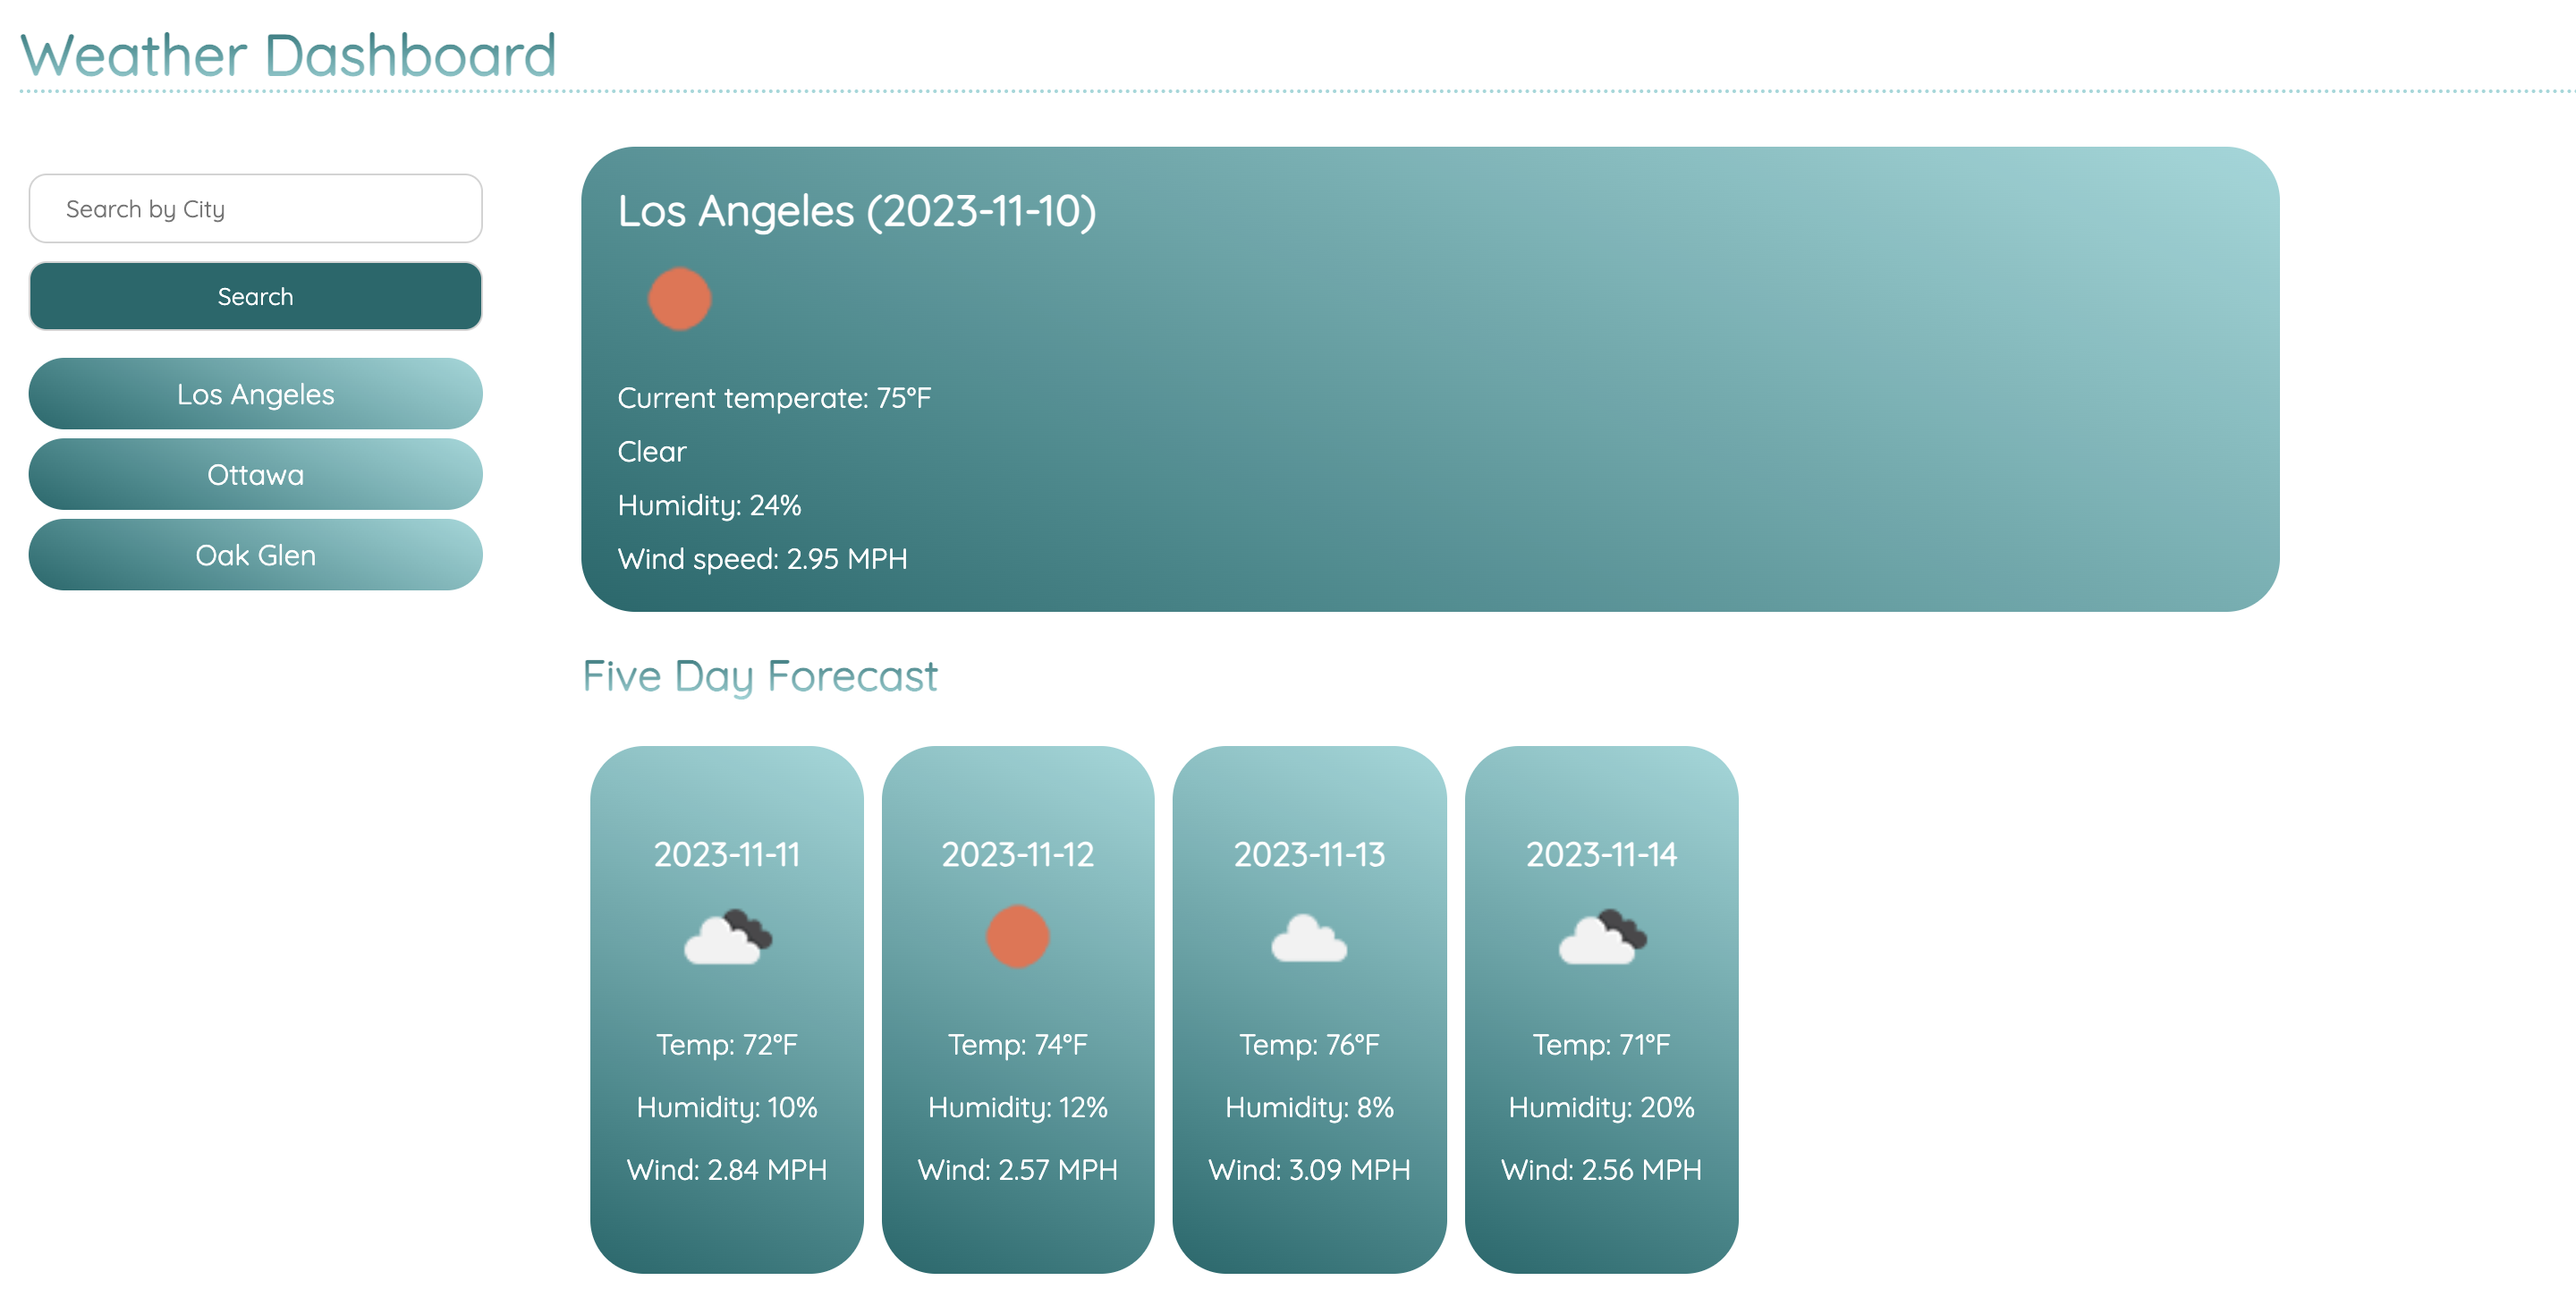 Weather Dashboard
Search by City
Search
Los Angeles
Ottawa
Oak Glen
Los Angeles (2023-11-10)
Current temperate: 75°F
Clear
Humidity: 24%
Wind speed: 2.95 MPH
Five Day Forecast
2023-11-11
Temp: 72°F
Humidity: 10%
Wind: 2.84 MPH
2023-11-12
Temp: 74°F
Humidity: 12%
Wind: 2.57 MPH
2023-11-13
Temp: 76°F
Humidity: 8%
Wind: 3.09 MPH
2023-11-14
Temp: 71°F
Humidity: 20%
Wind: 2.56 MPH